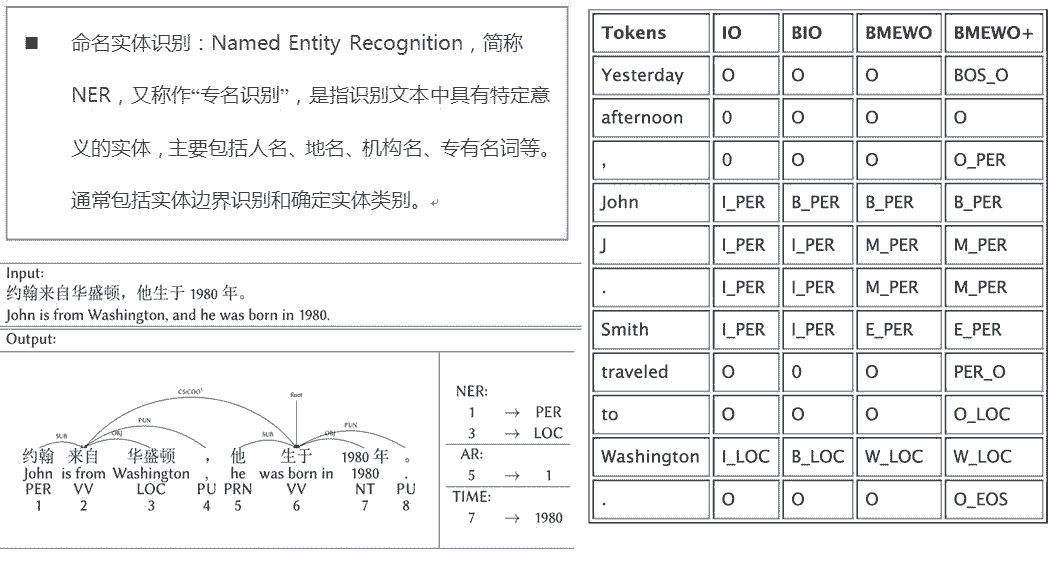 ■ 命名实体识别：Named Entity Recognition，简称
NER，又称作“专名识别”，是指识别文本中具有特定意
义的实体，主要包括人名、地名、机构名、专有名词等。
通常包括实体边界识别和确定实体类别。↵
Input:
约翰来自华盛顿，他生于 1980 年。
John is from Washington, and he was born in 1980.
Output:
Root
PUN PUN
SUB OBJ SUB OBJ
约翰 来自 华盛顿 ， 他 生于 1980 年 。
John is from Washington , he was born in 1980 .
PER VV LOC PU PRN VV NT PU
1 2 3 4 5 6 7 8
NER:
1 → PER
3 → LOC
AR:
5 → 1
TIME:
7 → 1980
Tokens IO BIO BMEWO BMEWO+
Yesterday O O O BOS_O
afternoon 0 O O O
, 0 O O O_PER
John I_PER B_PER B_PER B_PER
J I_PER I_PER M_PER M_PER
. I_PER I_PER M_PER M_PER
Smith I_PER I_PER E_PER E_PER
traveled O 0 O PER_O
to O O O O_LOC
Washington I_LOC B_LOC W_LOC W_LOC
. O O O O_EOS